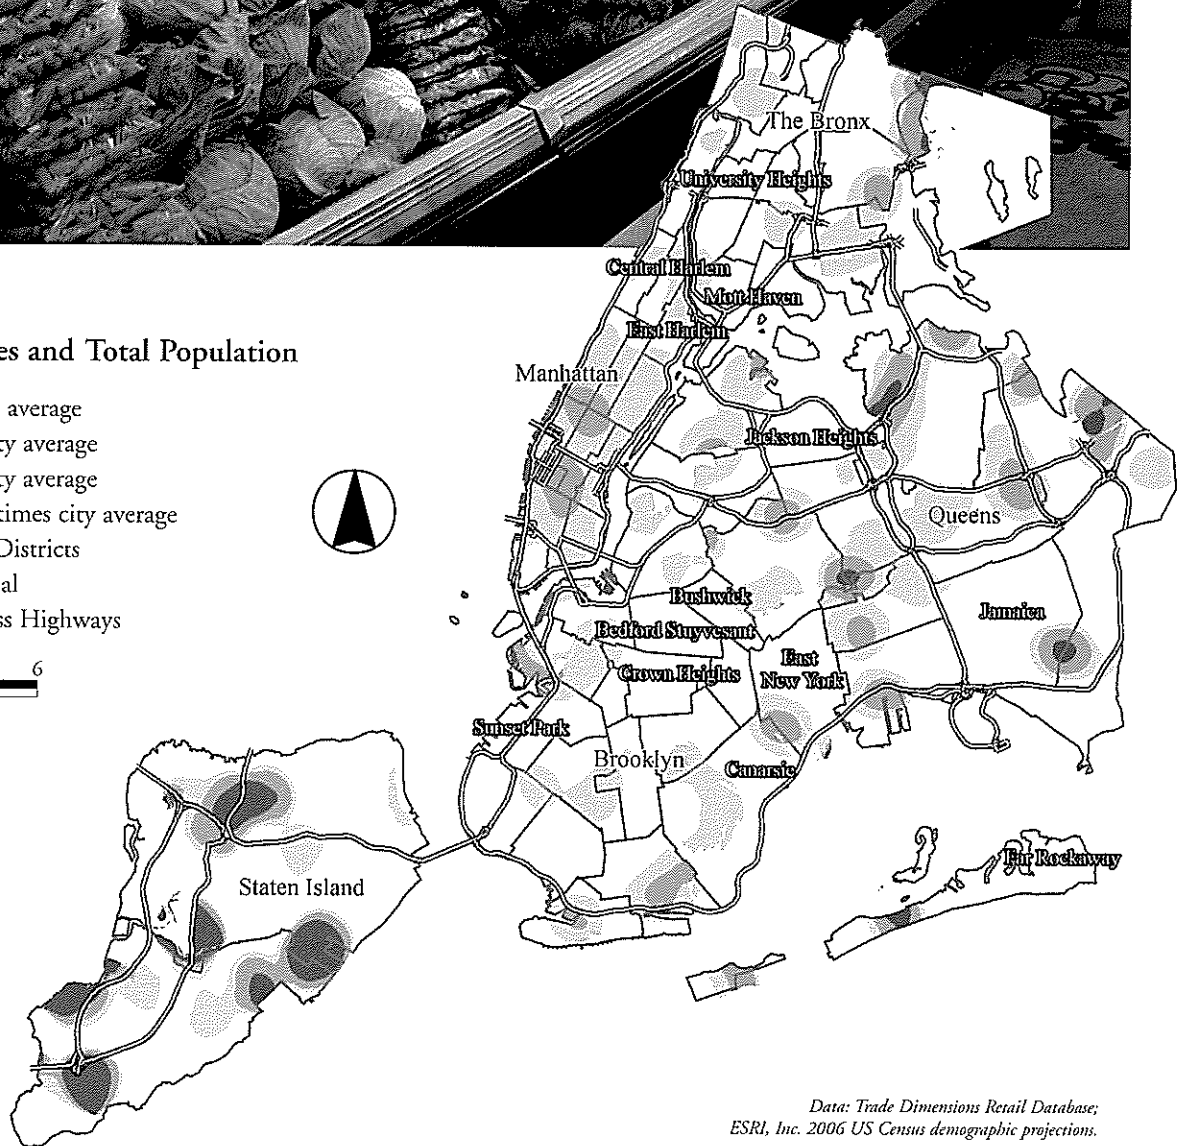 The Bronx
University Heights
Central Harlem
Mott Haven
East Harlem
es and Total Population
Manhattan
average
ty average
Jackson Heights
ty average
times city average
Queens
Districts
al
Bushwick
Jamaica
ss Highways
Bedford Stuyvesant
East
New York
6
Crown Heights
Sunset Park
Brooklyn
Canarsie
Far Rockaway
Staten Island
Data: Trade Dimensions Retail Database;
ESRI, Inc. 2006 US Census demographic projections.